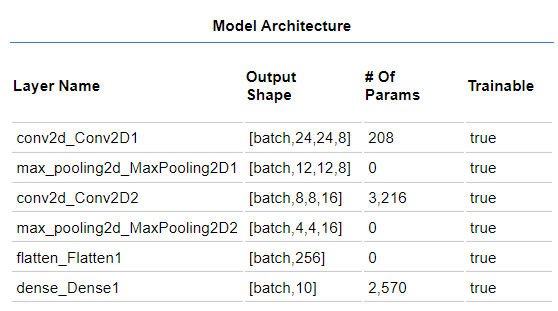 Model Architecture
Layer Name Output Shape # Of Params Trainable
conv2d_Conv2D1 [batch,24,24,8] 208 true
max_pooling2d_MaxPooling2D1 [batch,12,12,8] 0 true
conv2d_Conv2D2 [batch,8,8,16] 3,216 true
max_pooling2d_MaxPooling2D2 [batch,4,4,16] 0 true
flatten_Flatten1 [batch,256] 0 true
dense_Dense1 [batch,10] 2,570 true